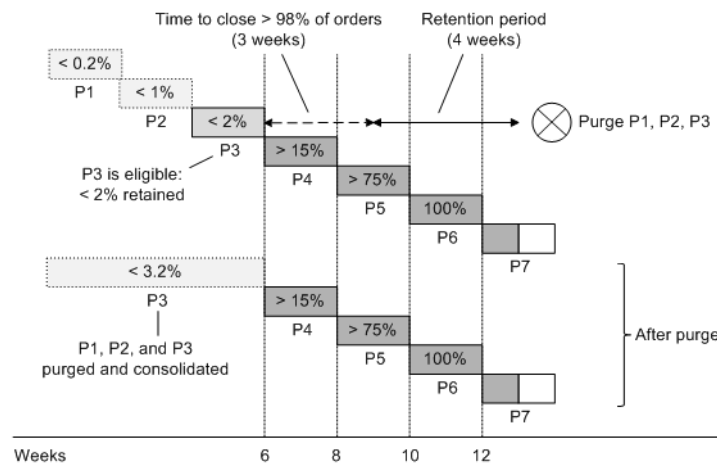 Time to close > 98% of orders
(3 weeks)
Retention period
(4 weeks)
< 0.2%
P1
< 1%
P2
< 2%
P3
Purge P1, P2, P3
P3 is eligible:
< 2% retained
> 15%
P4
> 75%
P5
100%
P6
P7
< 3.2%
P3
> 15%
P4
> 75%
P5
100%
P6
P7
After purge
P1, P2, and P3
purged and consolidated
Weeks
6
8
10
12